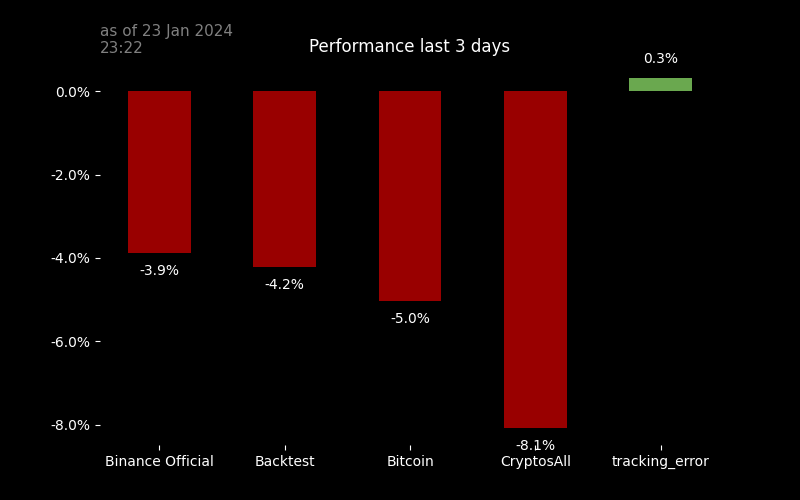 as of 23 Jan 2024
23:22
Performance last 3 days
0.3%
0.0%
-2.0%
-4.0%
-6.0%
-8.0%
-3.9%
-4.2%
-5.0%
-8.1%
Binance Official
Backtest
Bitcoin
CryptosAll
tracking_error